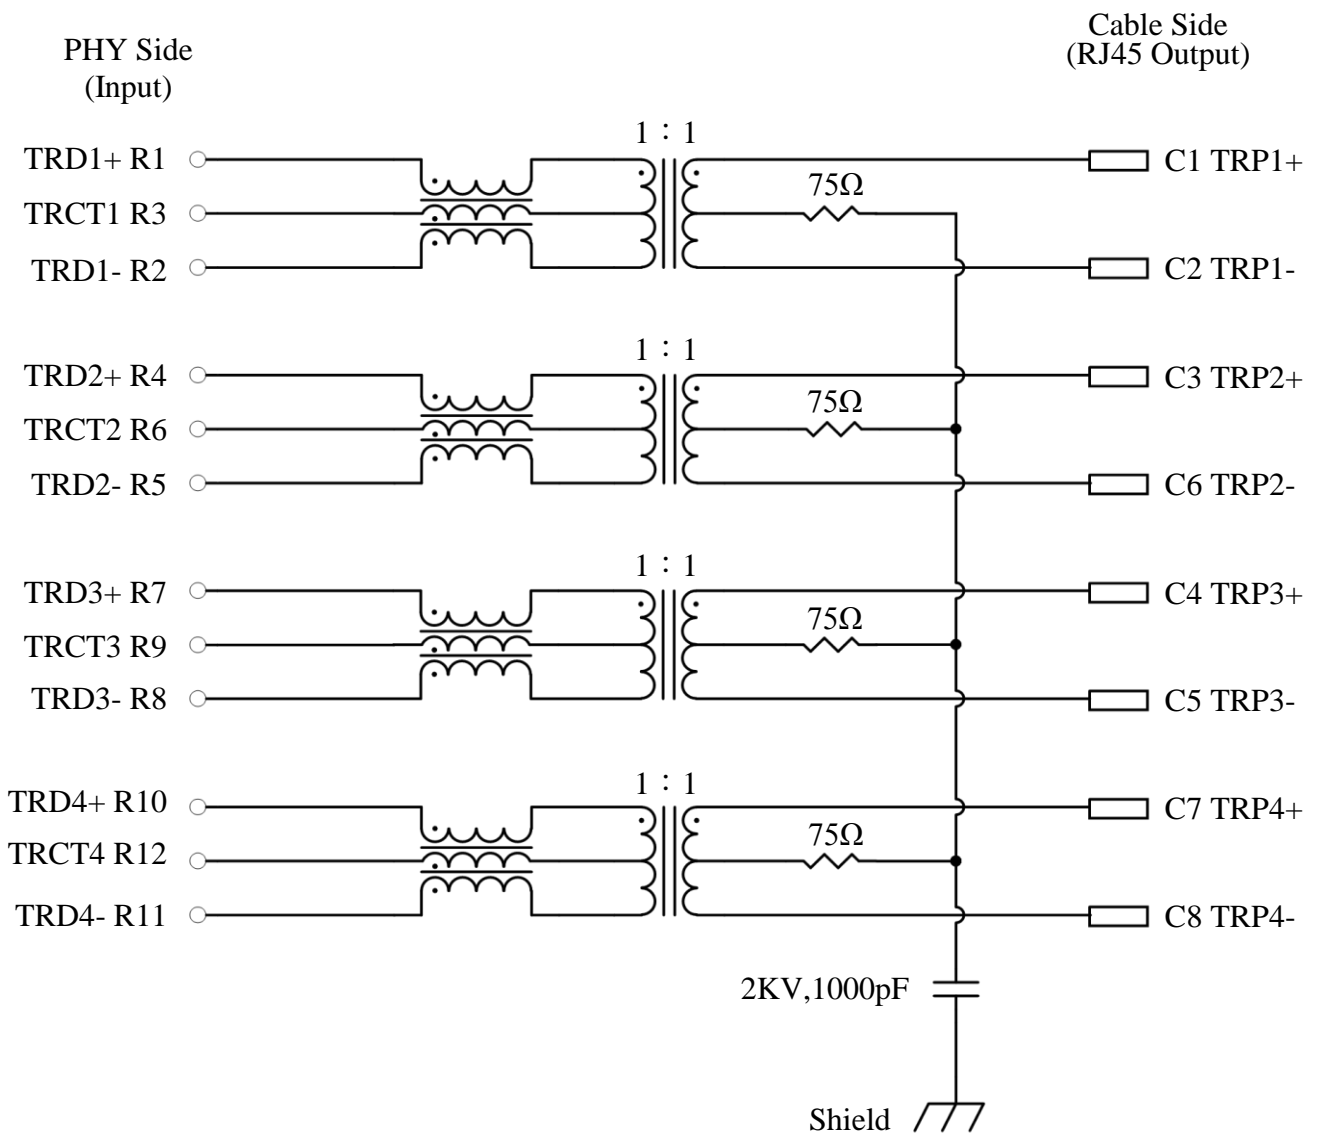 PHY Side
(Input)
Cable Side
(RJ45 Output)
1 : 1
TRD1+ R1
C1 TRP1+
75Ω
TRCT1 R3
TRD1- R2
C2 TRP1-
1 : 1
TRD2+ R4
C3 TRP2+
75Ω
TRCT2 R6
TRD2- R5
C6 TRP2-
1 : 1
TRD3+ R7
C4 TRP3+
75Ω
TRCT3 R9
TRD3- R8
C5 TRP3-
1 : 1
TRD4+ R10
C7 TRP4+
75Ω
TRCT4 R12
TRD4- R11
C8 TRP4-
2KV,1000pF
Shield